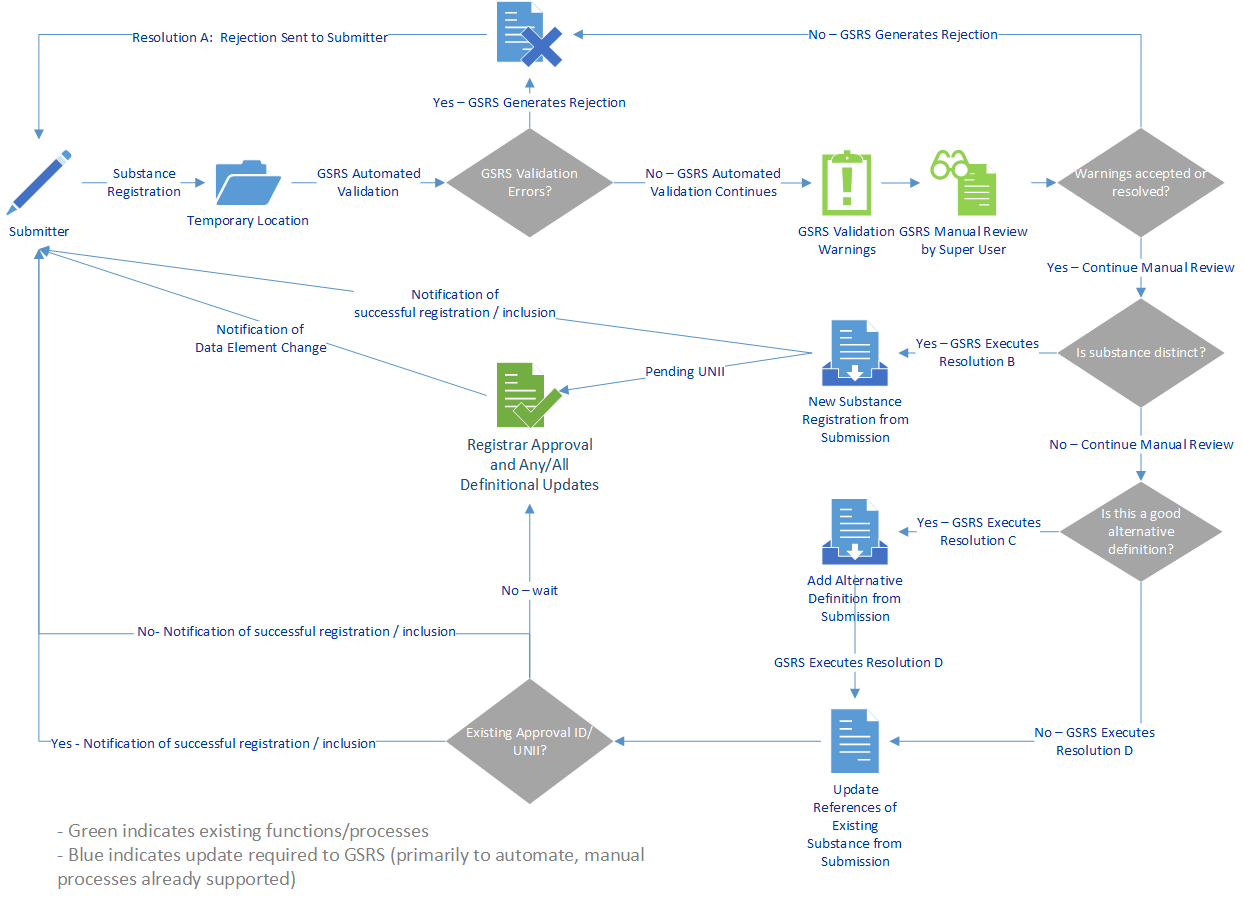 Resolution A:  Rejection Sent to Submitter
No – GSRS Generates Rejection
Yes – GSRS Generates Rejection
Substance
Registration
GSRS Automated
Validation
GSRS Validation
Errors?
No – GSRS Automated
Validation Continues
Warnings accepted or
resolved?
Submitter
Temporary Location
GSRS Validation
Warnings
GSRS Manual Review
by Super User
Yes – Continue Manual Review
Notification of
successful registration / inclusion
Notification of
Data Element Change
Yes – GSRS Executes
Resolution B
Is substance distinct?
Pending UNII
New Substance
Registration from
Submission
Registrar Approval
and Any/All
Definitional Updates
No – Continue Manual Review
Yes – GSRS Executes
Resolution C
Is this a good
alternative
definition?
No – wait
Add Alternative
Definition from
Submission
No- Notification of successful registration / inclusion
GSRS Executes Resolution D
Existing Approval ID/
UNII?
Yes - Notification of successful registration / inclusion
No – GSRS Executes
Resolution D
Update
References of
Existing
Substance from
Submission
- Green indicates existing functions/processes
- Blue indicates update required to GSRS (primarily to automate, manual
processes already supported)